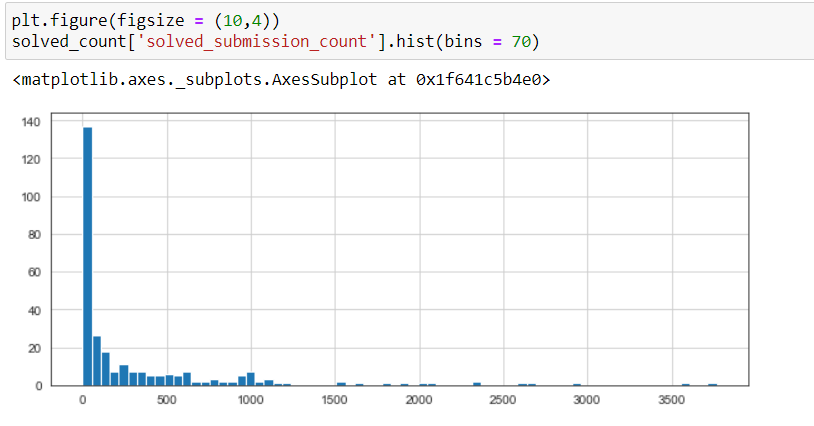 plt.figure(figsize = (10,4))
solved_count['solved_submission_count'].hist(bins = 70)
<matplotlib.axes._subplots.AxesSubplot at 0x1f641c5b4e0>
140
120
100
80
60
40
20
0
0 500 1000 1500 2000 2500 3000 3500